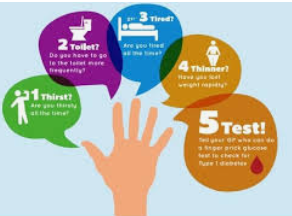 1 Thirst?
Are you thirsty
all the time?
2 Toilet?
Do you have to go
to the toilet more
frequently?
3 Tired?
Are you tired
all the time?
4 Thinner?
Have you lost
weight rapidly?
5 Test!
See your GP who can do
a finger prick glucose
test to check for
Type 1 diabetes